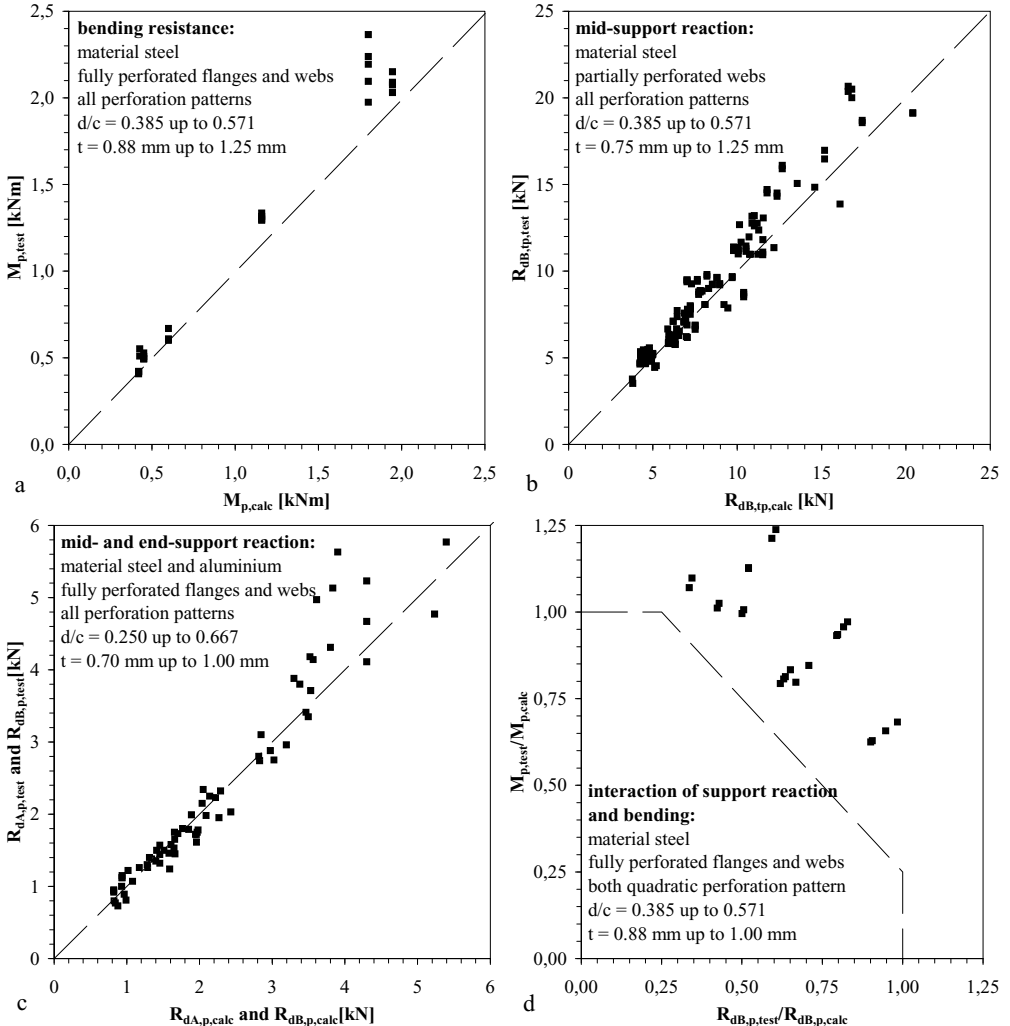 bending resistance:
material steel
fully perforated flanges and webs
all perforation patterns
d/c = 0.385 up to 0.571
t = 0.88 mm up to 1.25 mm
2,5
2,0
1,5
1,0
0,5
0,0
M_p,test [kNm]
0,0 0,5 1,0 1,5 2,0 2,5
M_p,calc [kNm]
a
mid-support reaction:
material steel
partially perforated webs
all perforation patterns
d/c = 0.385 up to 0.571
t = 0.75 mm up to 1.25 mm
25
20
15
10
5
0
R_dB,tp,test [kN]
0 5 10 15 20 25
R_dB,tp,calc [kN]
b
mid- and end-support reaction:
material steel and aluminium
fully perforated flanges and webs
all perforation patterns
d/c = 0.250 up to 0.667
t = 0.70 mm up to 1.00 mm
6
5
4
3
2
1
0
R_dA,p,test and R_dB,p,test[kN]
0 1 2 3 4 5 6
R_dA,p,calc and R_dB,p,calc[kN]
c
1,25
1,00
0,75
0,50
0,25
0,00
M_p,test/M_p,calc
interaction of support reaction
and bending:
material steel
fully perforated flanges and webs
both quadratic perforation pattern
d/c = 0.385 up to 0.571
t = 0.88 mm up to 1.00 mm
0,00 0,25 0,50 0,75 1,00 1,25
R_dB,p,test/R_dB,p,calc
d